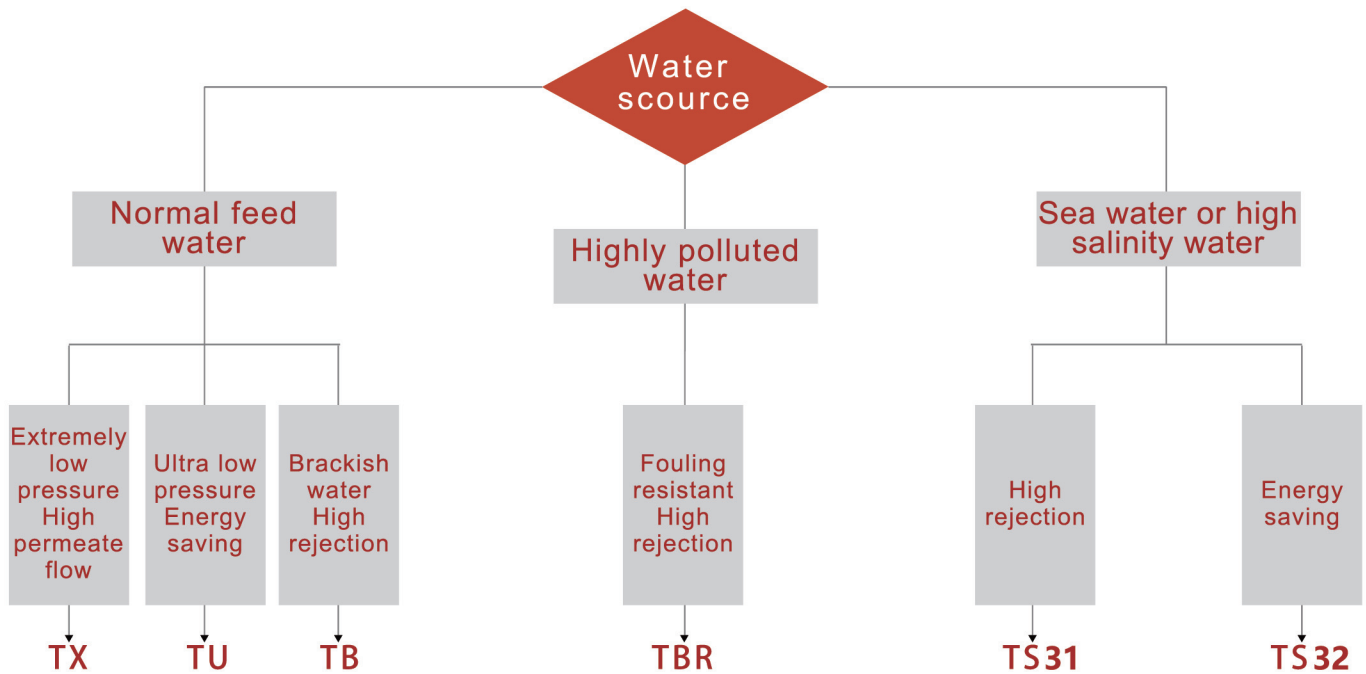 Water
scource
Normal feed
water
Highly polluted
water
Sea water or high
salinity water
Extremely
low
pressure
High
permeate
flow
Ultra low
pressure
Energy
saving
Brackish
water
High
rejection
Fouling
resistant
High
rejection
High
rejection
Energy
saving
TX
TU
TB
TBR
TS31
TS32